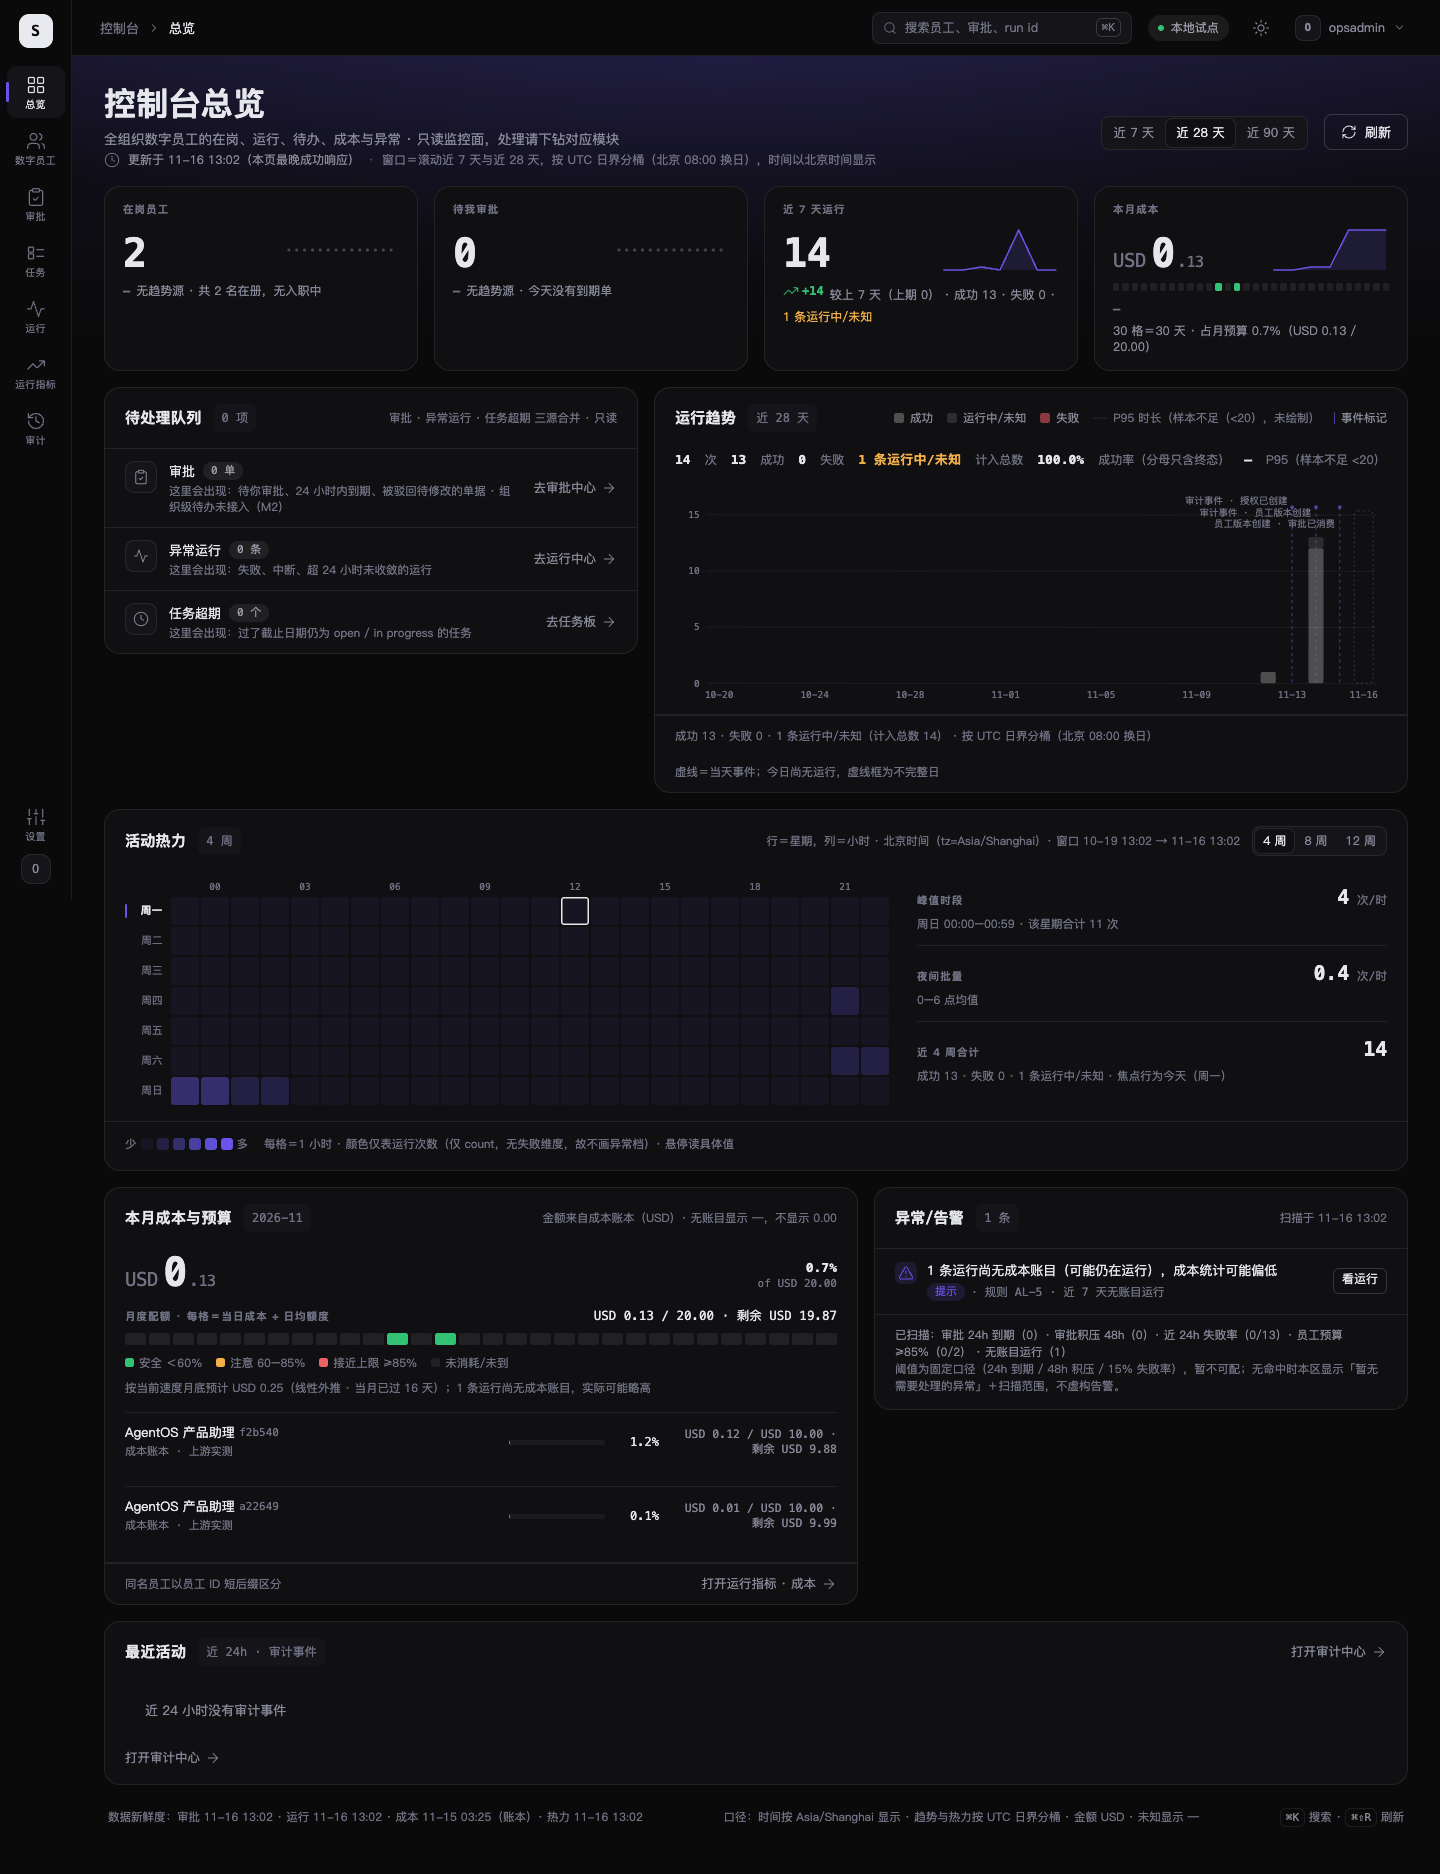 S
控制台 > 总览
搜索员工、审批、run id ⌘K
本地试点
O opsadmin
总览
数字员工
审批
任务
运行
运行指标
审计
设置
O
控制台总览
全组织数字员工的在岗、运行、待办、成本与异常 · 只读监控面，处理请下钻对应模块
更新于 11-16 13:02（本页最晚成功响应） · 窗口＝滚动近 7 天与近 28 天，按 UTC 日界分桶（北京 08:00 换日），时间以北京时间显示
近 7 天 近 28 天 近 90 天
刷新
在岗员工
2
— 无趋势源 · 共 2 名在册，无入职中
待我审批
0
— 无趋势源 · 今天没有到期单
近 7 天运行
14
+14 较上 7 天（上期 0） · 成功 13 · 失败 0 ·
1 条运行中/未知
本月成本
USD 0.13
—
30 格＝30 天 · 占月预算 0.7%（USD 0.13 /
20.00）
待处理队列 0 项
审批 · 异常运行 · 任务超期 三源合并 · 只读
审批 0 单
这里会出现：待你审批、24 小时内到期、被驳回待修改的单据 · 组
织级待办未接入（M2）
去审批中心 →
异常运行 0 条
这里会出现：失败、中断、超 24 小时未收敛的运行
去运行中心 →
任务超期 0 个
这里会出现：过了截止日期仍为 open / in progress 的任务
去任务板 →
运行趋势 近 28 天
成功 运行中/未知 失败 P95 时长（样本不足（<20），未绘制） 事件标记
14 次 13 成功 0 失败 1 条运行中/未知 计入总数 100.0% 成功率（分母只含终态） — P95（样本不足 <20）
审计事件 · 授权已创建
审计事件 · 员工版本创建
员工版本创建 · 审批已消费
15
10
5
0
10-20 10-24 10-28 11-01 11-05 11-09 11-13 11-16
成功 13 · 失败 0 · 1 条运行中/未知（计入总数 14） · 按 UTC 日界分桶（北京 08:00 换日）
虚线＝当天事件；今日尚无运行，虚线框为不完整日
活动热力 4 周
行＝星期，列＝小时 · 北京时间（tz=Asia/Shanghai） · 窗口 10-19 13:02 → 11-16 13:02
4 周 8 周 12 周
00 03 06 09 12 15 18 21
周一
周二
周三
周四
周五
周六
周日
峰值时段
4 次/时
周日 00:00—00:59 · 该星期合计 11 次
夜间批量
0.4 次/时
0—6 点均值
近 4 周合计
14
成功 13 · 失败 0 · 1 条运行中/未知 · 焦点行为今天（周一）
少 多 每格＝1 小时 · 颜色仅表运行次数（仅 count，无失败维度，故不画异常档） · 悬停读具体值
本月成本与预算 2026-11
金额来自成本账本（USD） · 无账目显示 —，不显示 0.00
USD 0.13
0.7%
of USD 20.00
月度配额 · 每格＝当日成本 ÷ 日均额度
USD 0.13 / 20.00 · 剩余 USD 19.87
安全 ＜60% 注意 60—85% 接近上限 ≥85% 未消耗/未到
按当前速度月底预计 USD 0.25（线性外推 · 当月已过 16 天）；1 条运行尚无成本账目，实际可能略高
AgentOS 产品助理 f2b540
成本账本 · 上游实测
1.2%
USD 0.12 / USD 10.00 ·
剩余 USD 9.88
AgentOS 产品助理 a22649
成本账本 · 上游实测
0.1%
USD 0.01 / USD 10.00 ·
剩余 USD 9.99
同名员工以员工 ID 短后缀区分
打开运行指标 · 成本 →
异常/告警 1 条
扫描于 11-16 13:02
1 条运行尚无成本账目（可能仍在运行），成本统计可能偏低
提示 · 规则 AL-5 · 近 7 天无账目运行
看运行
已扫描：审批 24h 到期（0） · 审批积压 48h（0） · 近 24h 失败率（0/13） · 员工预算
≥85%（0/2） · 无账目运行（1）
阈值为固定口径（24h 到期 / 48h 积压 / 15% 失败率），暂不可配；无命中时本区显示「暂无
需要处理的异常」＋扫描范围，不虚构告警。
最近活动 近 24h · 审计事件
打开审计中心 →
近 24 小时没有审计事件
打开审计中心 →
数据新鲜度：审批 11-16 13:02 · 运行 11-16 13:02 · 成本 11-15 03:25（账本） · 热力 11-16 13:02
口径：时间按 Asia/Shanghai 显示 · 趋势与热力按 UTC 日界分桶 · 金额 USD · 未知显示 —
⌘K 搜索 · ⌘⇧R 刷新